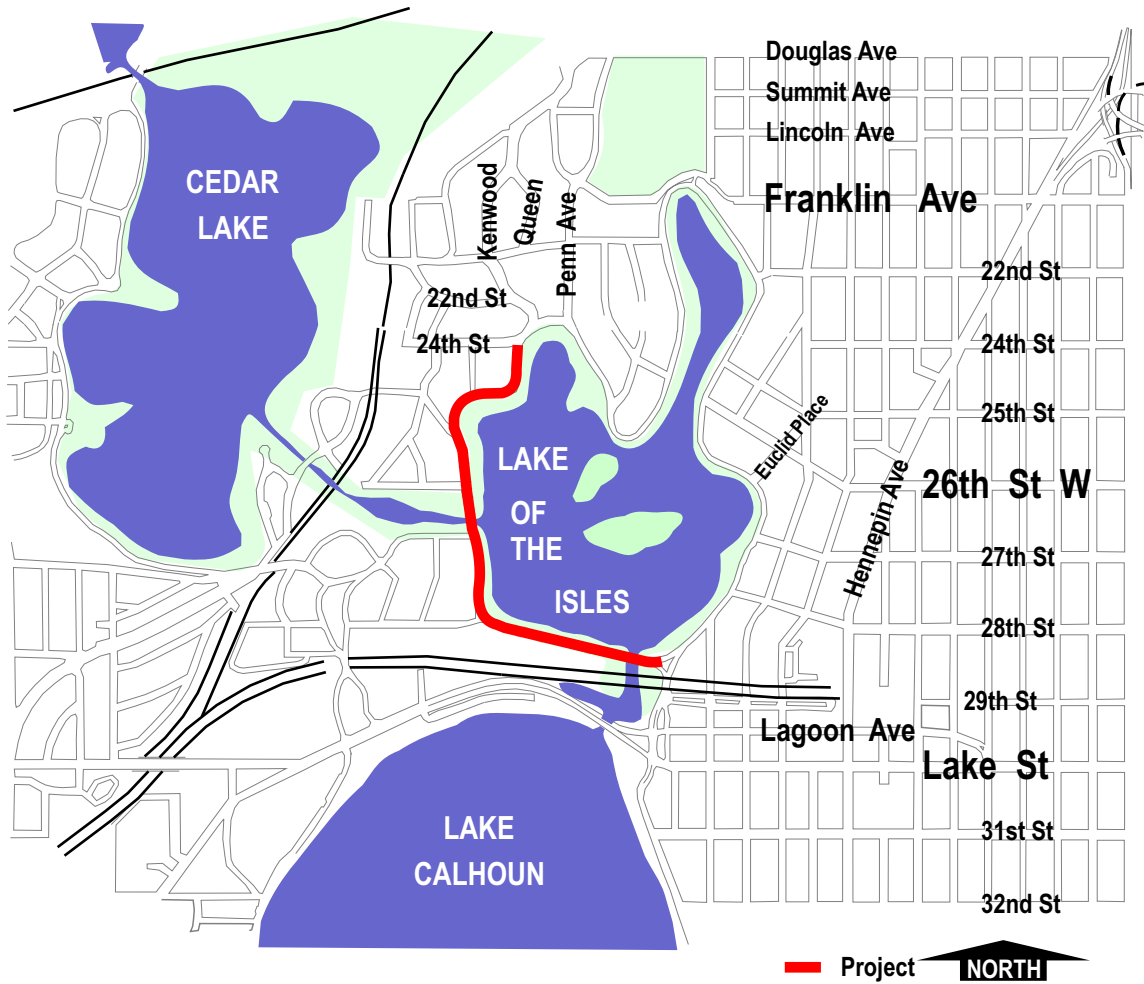 Douglas Ave
Summit Ave
Lincoln Ave
CEDAR
LAKE
Kenwood
Queen
Penn Ave
Franklin Ave
22nd St
22nd St
24th St
24th St
25th St
Euclid Place
LAKE
OF
THE
ISLES
Hennepin Ave
26th St W
27th St
28th St
29th St
Lagoon Ave
Lake St
LAKE
CALHOUN
31st St
32nd St
Project
NORTH